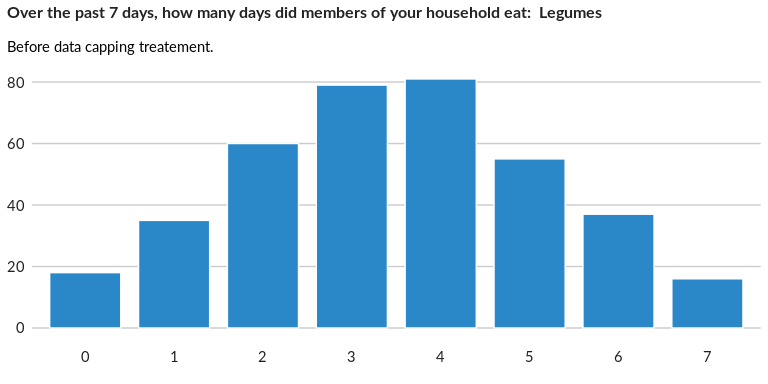 Over the past 7 days, how many days did members of your household eat:  Legumes
Before data capping treatement.
80
60
40
20
0
0 1 2 3 4 5 6 7